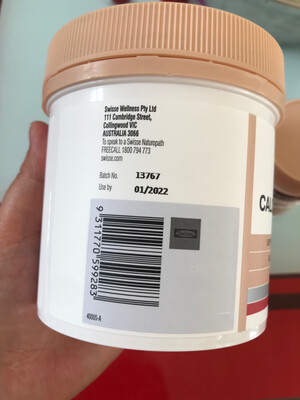 Swisse Wellness Pty Ltd
111 Cambridge Street,
Collingwood VIC
AUSTRALIA 3066
To speak to a Swisse Naturopath
FREECALL 1800 794 773
swisse.com
Batch No. 13767
Use by 01/2022
9 311770 599283
40005-A